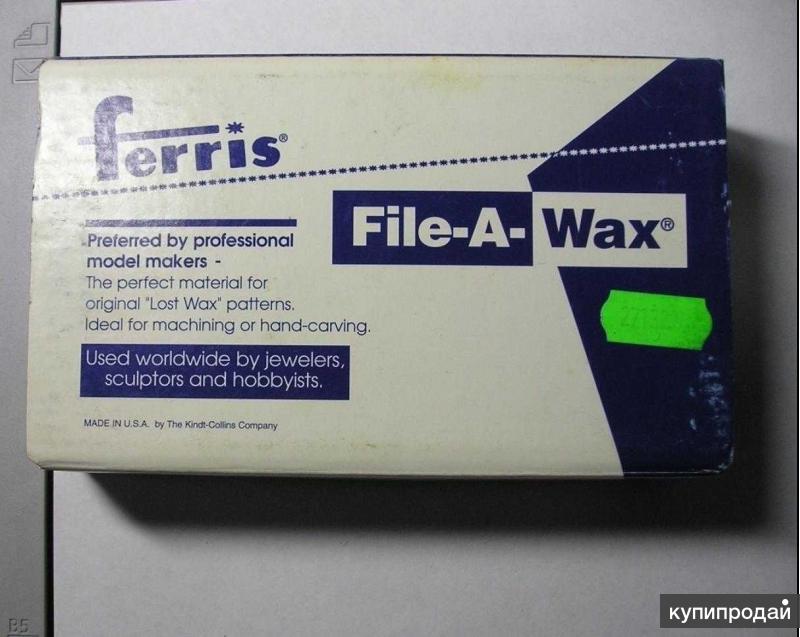 ferris®
File-A-Wax®
Preferred by professional
model makers -
The perfect material for
original "Lost Wax" patterns.
Ideal for machining or hand-carving.
Used worldwide by jewelers,
sculptors and hobbyists.
MADE IN U.S.A. by The Kindt-Collins Company
B5
купипродай